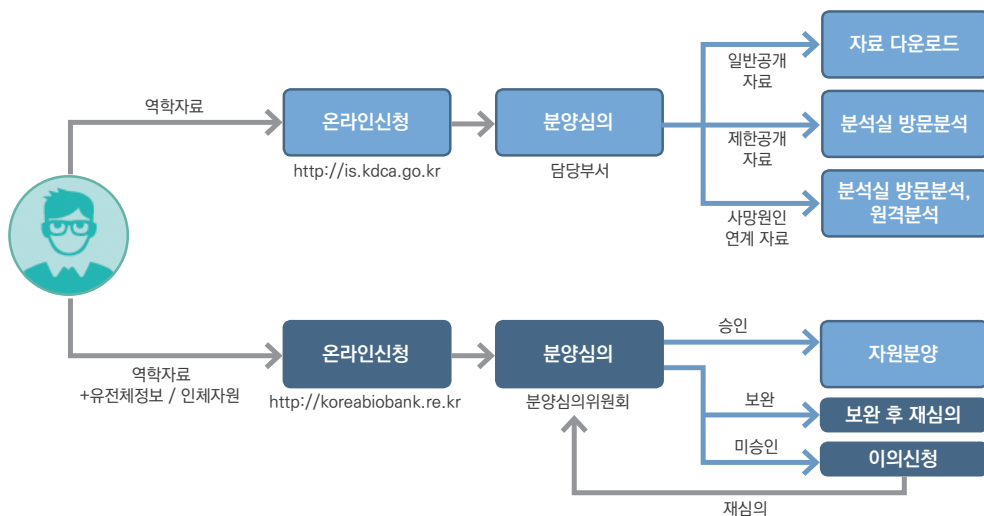 역학자료
온라인신청
http://is.kdca.go.kr
분양심의
담당부서
일반공개
자료
자료 다운로드
제한공개
자료
분석실 방문분석
사망원인
연계 자료
분석실 방문분석,
원격분석
역학자료
+유전체정보 / 인체자원
온라인신청
http://koreabiobank.re.kr
분양심의
분양심의위원회
승인
자원분양
보완
보완 후 재심의
미승인
이의신청
재심의